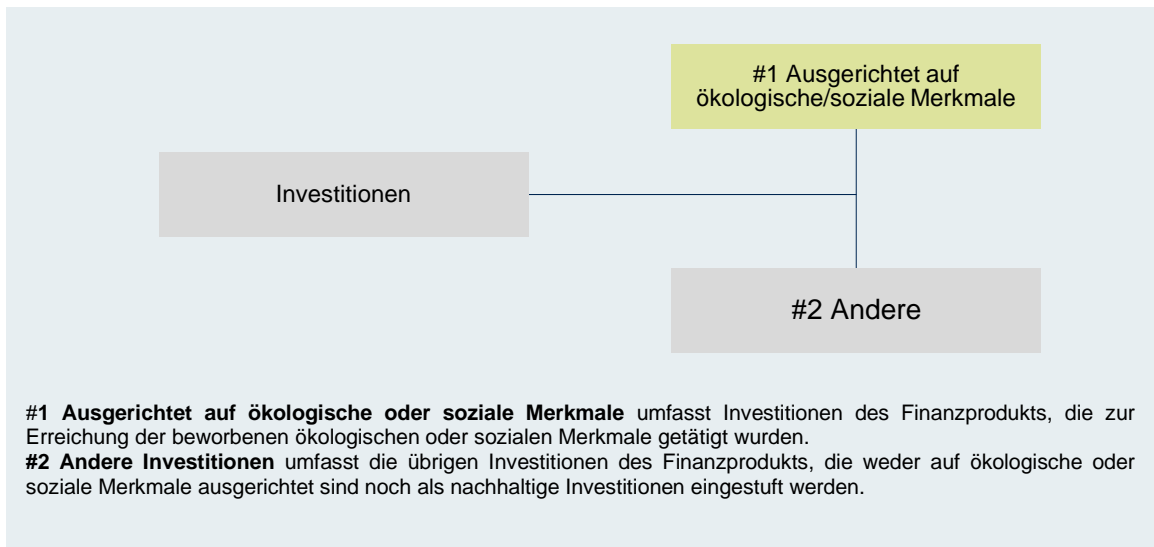 #1 Ausgerichtet auf
ökologische/soziale Merkmale
Investitionen
#2 Andere
#1 Ausgerichtet auf ökologische oder soziale Merkmale umfasst Investitionen des Finanzprodukts, die zur
Erreichung der beworbenen ökologischen oder sozialen Merkmale getätigt wurden.
#2 Andere Investitionen umfasst die übrigen Investitionen des Finanzprodukts, die weder auf ökologische oder
soziale Merkmale ausgerichtet sind noch als nachhaltige Investitionen eingestuft werden.